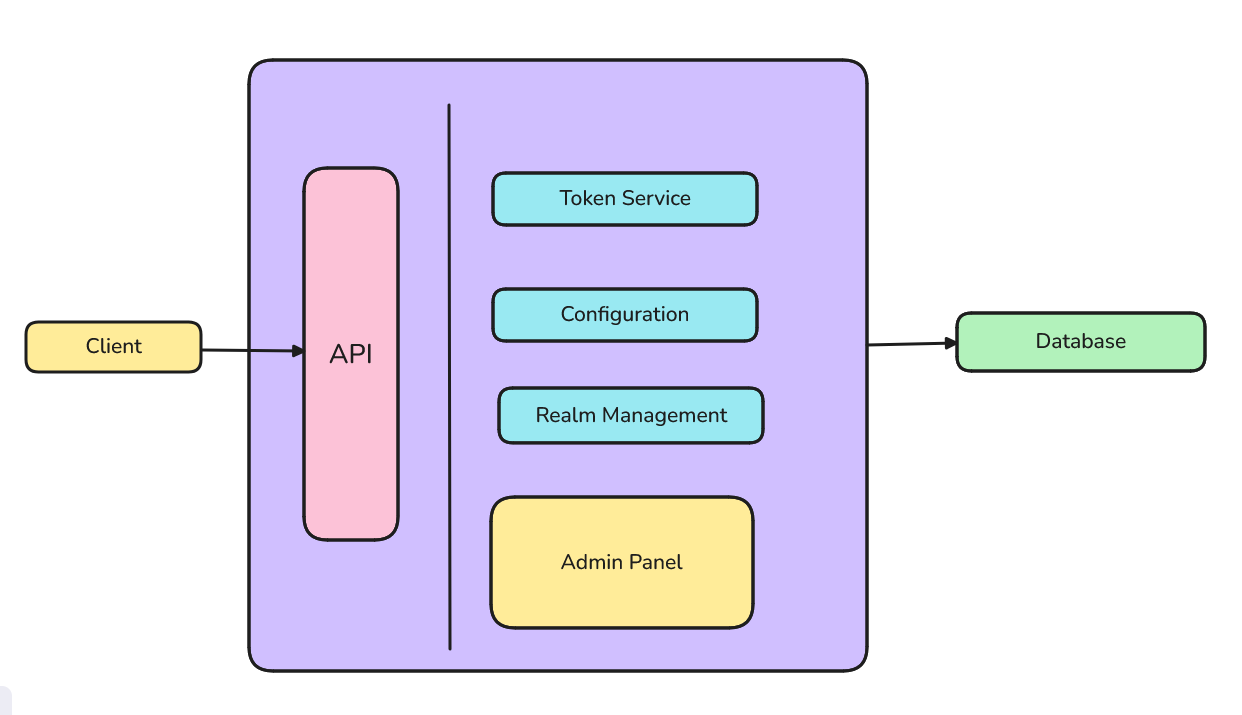 Client
API
Token Service
Configuration
Realm Management
Admin Panel
Database